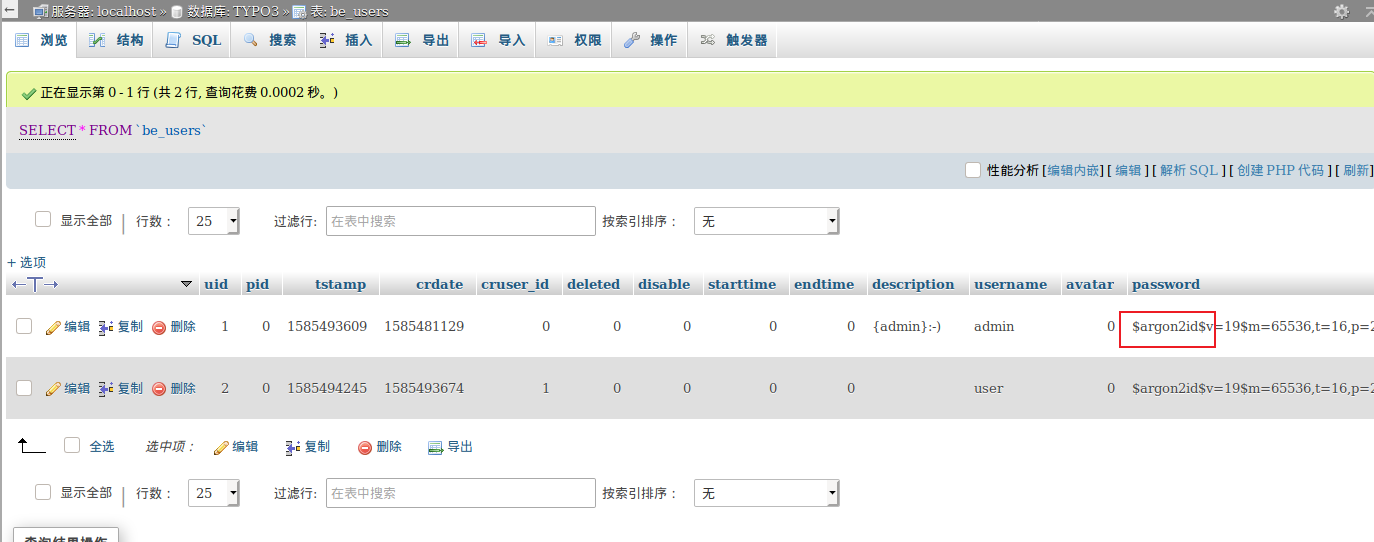 服务器: localhost » 数据库: TYPO3 » 表: be_users
浏览 结构 SQL 搜索 插入 导出 导入 权限 操作 触发器
正在显示第 0 - 1 行 (共 2 行, 查询花费 0.0002 秒。)
SELECT * FROM `be_users`
性能分析 [编辑内嵌] [ 编辑 ] [ 解析 SQL ] [ 创建 PHP 代码 ] [ 刷新]
显示全部 | 行数： 25 过滤行: 在表中搜索 按索引排序： 无
+ 选项
←T→ uid pid tstamp crdate cruser_id deleted disable starttime endtime description username avatar password
编辑 复制 删除 1 0 1585493609 1585481129 0 0 0 0 0 {admin}:-) admin 0 $argon2id$v=19$m=65536,t=16,p=2
编辑 复制 删除 2 0 1585494245 1585493674 1 0 0 0 0 user 0 $argon2id$v=19$m=65536,t=16,p=2
全选 选中项： 编辑 复制 删除 导出
显示全部 | 行数： 25 过滤行: 在表中搜索 按索引排序： 无
查询结果操作